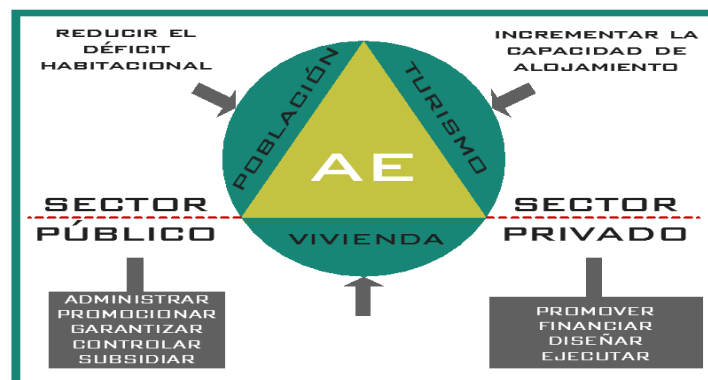 REDUCIR EL
DÉFICIT
HABITACIONAL
INCREMENTAR LA
CAPACIDAD DE
ALOJAMIENTO
POBLACIÓN
TURISMO
AE
VIVIENDA
SECTOR
PÚBLICO
SECTOR
PRIVADO
ADMINISTRAR
PROMOCIONAR
GARANTIZAR
CONTROLAR
SUBSIDIAR
PROMOVER
FINANCIAR
DISEÑAR
EJECUTAR